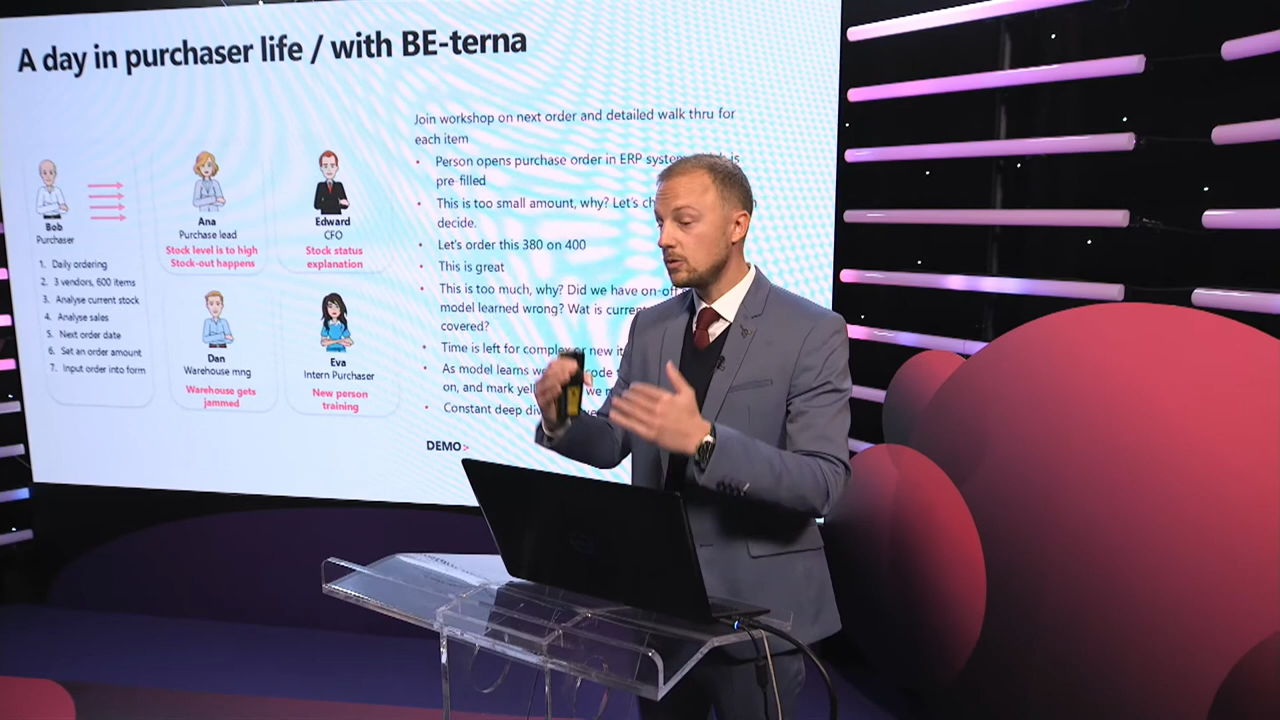 A day in purchaser life / with BE-terna
Bob
Purchaser
1. Daily ordering
2. 3 vendors, 600 items
3. Analyse current stock
4. Analyse sales
5. Next order date
6. Set an order amount
7. Input order into form
Ana
Purchase lead
Stock level is to high
Stock-out happens
Edward
CFO
Stock status
explanation
Dan
Warehouse mng
Warehouse gets
jammed
Eva
Intern Purchaser
New person
training
Join workshop on next order and detailed walk thru for
each item
• Person opens purchase order in ERP system is
pre-filled
• This is too small amount, why? Let's
decide.
• Let's order this 380 on 400
• This is great
• This is too much, why? Did we have on-off
model learned wrong? Wat is
covered?
• Time is left for complex or new
• As model learns code
on, and mark we
• Constant deep
DEMO>